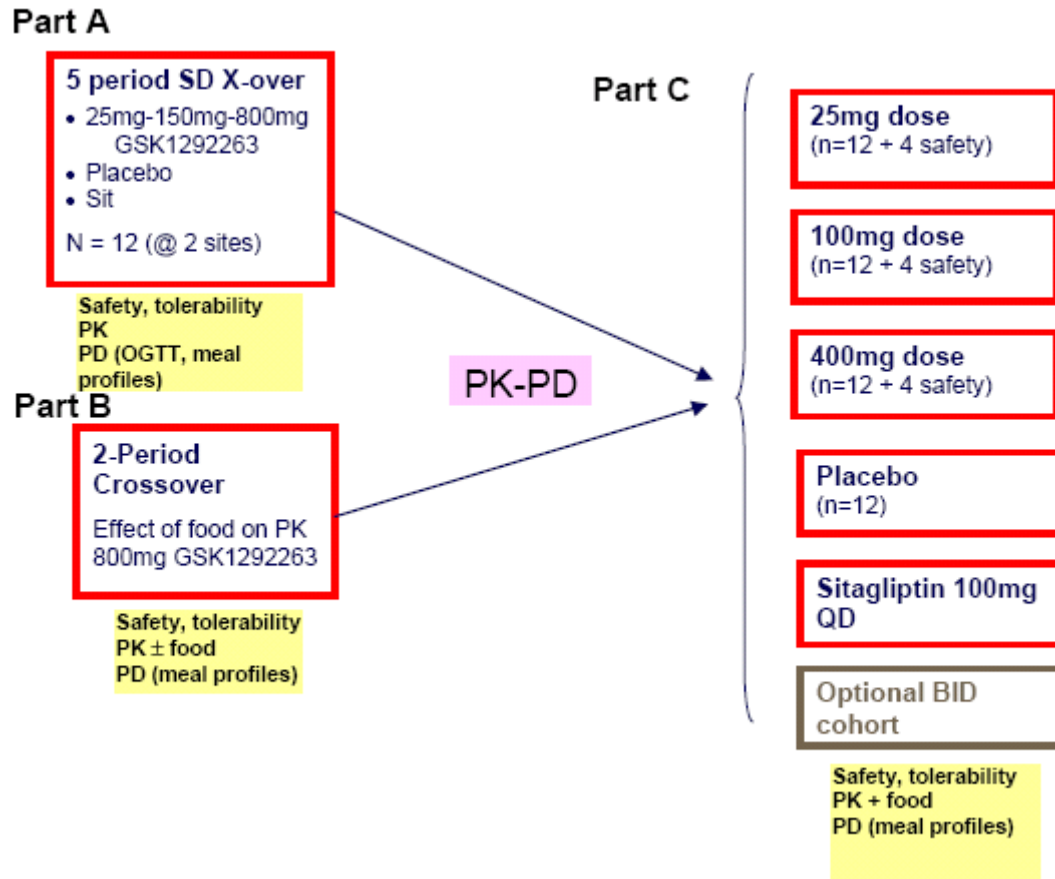 Part A
5 period SD X-over
• 25mg-150mg-800mg
GSK1292263
• Placebo
• Sit
N = 12 (@ 2 sites)
Safety, tolerability
PK
PD (OGTT, meal
profiles)
Part B
2-Period
Crossover
Effect of food on PK
800mg GSK1292263
Safety, tolerability
PK ± food
PD (meal profiles)
PK-PD
Part C
25mg dose
(n=12 + 4 safety)
100mg dose
(n=12 + 4 safety)
400mg dose
(n=12 + 4 safety)
Placebo
(n=12)
Sitagliptin 100mg
QD
Optional BID
cohort
Safety, tolerability
PK + food
PD (meal profiles)